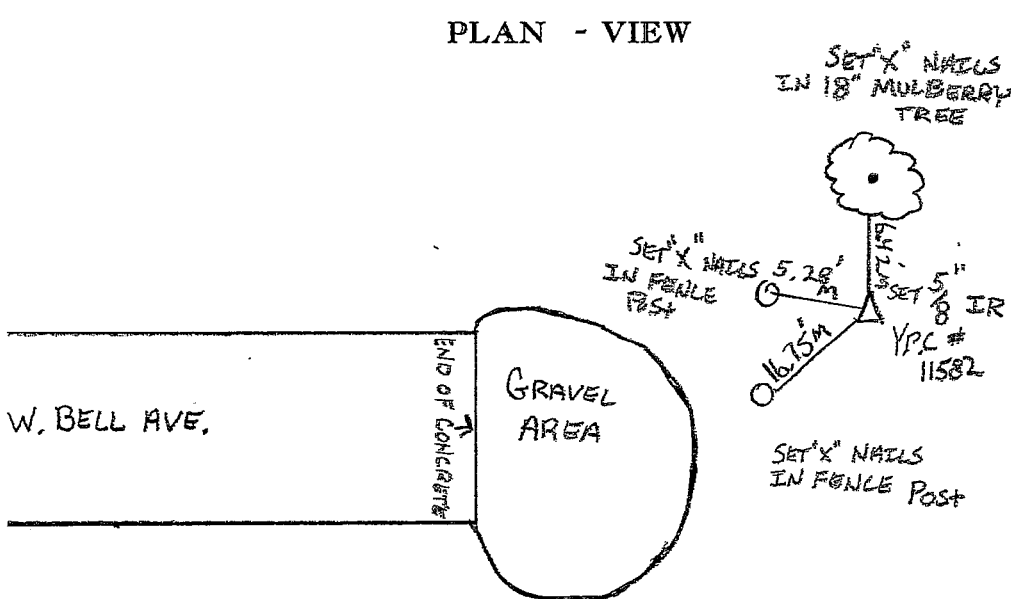 PLAN - VIEW
SET "X" NAILS
IN 18" MULBERRY
TREE
SET "X" NAILS
IN FENCE
POST
5.28'
M
SET 5/8" IR
Y.P.C #
11582
16.75' M
END OF CONCRETE
GRAVEL
AREA
W. BELL AVE.
SET "X" NAILS
IN FENCE POST